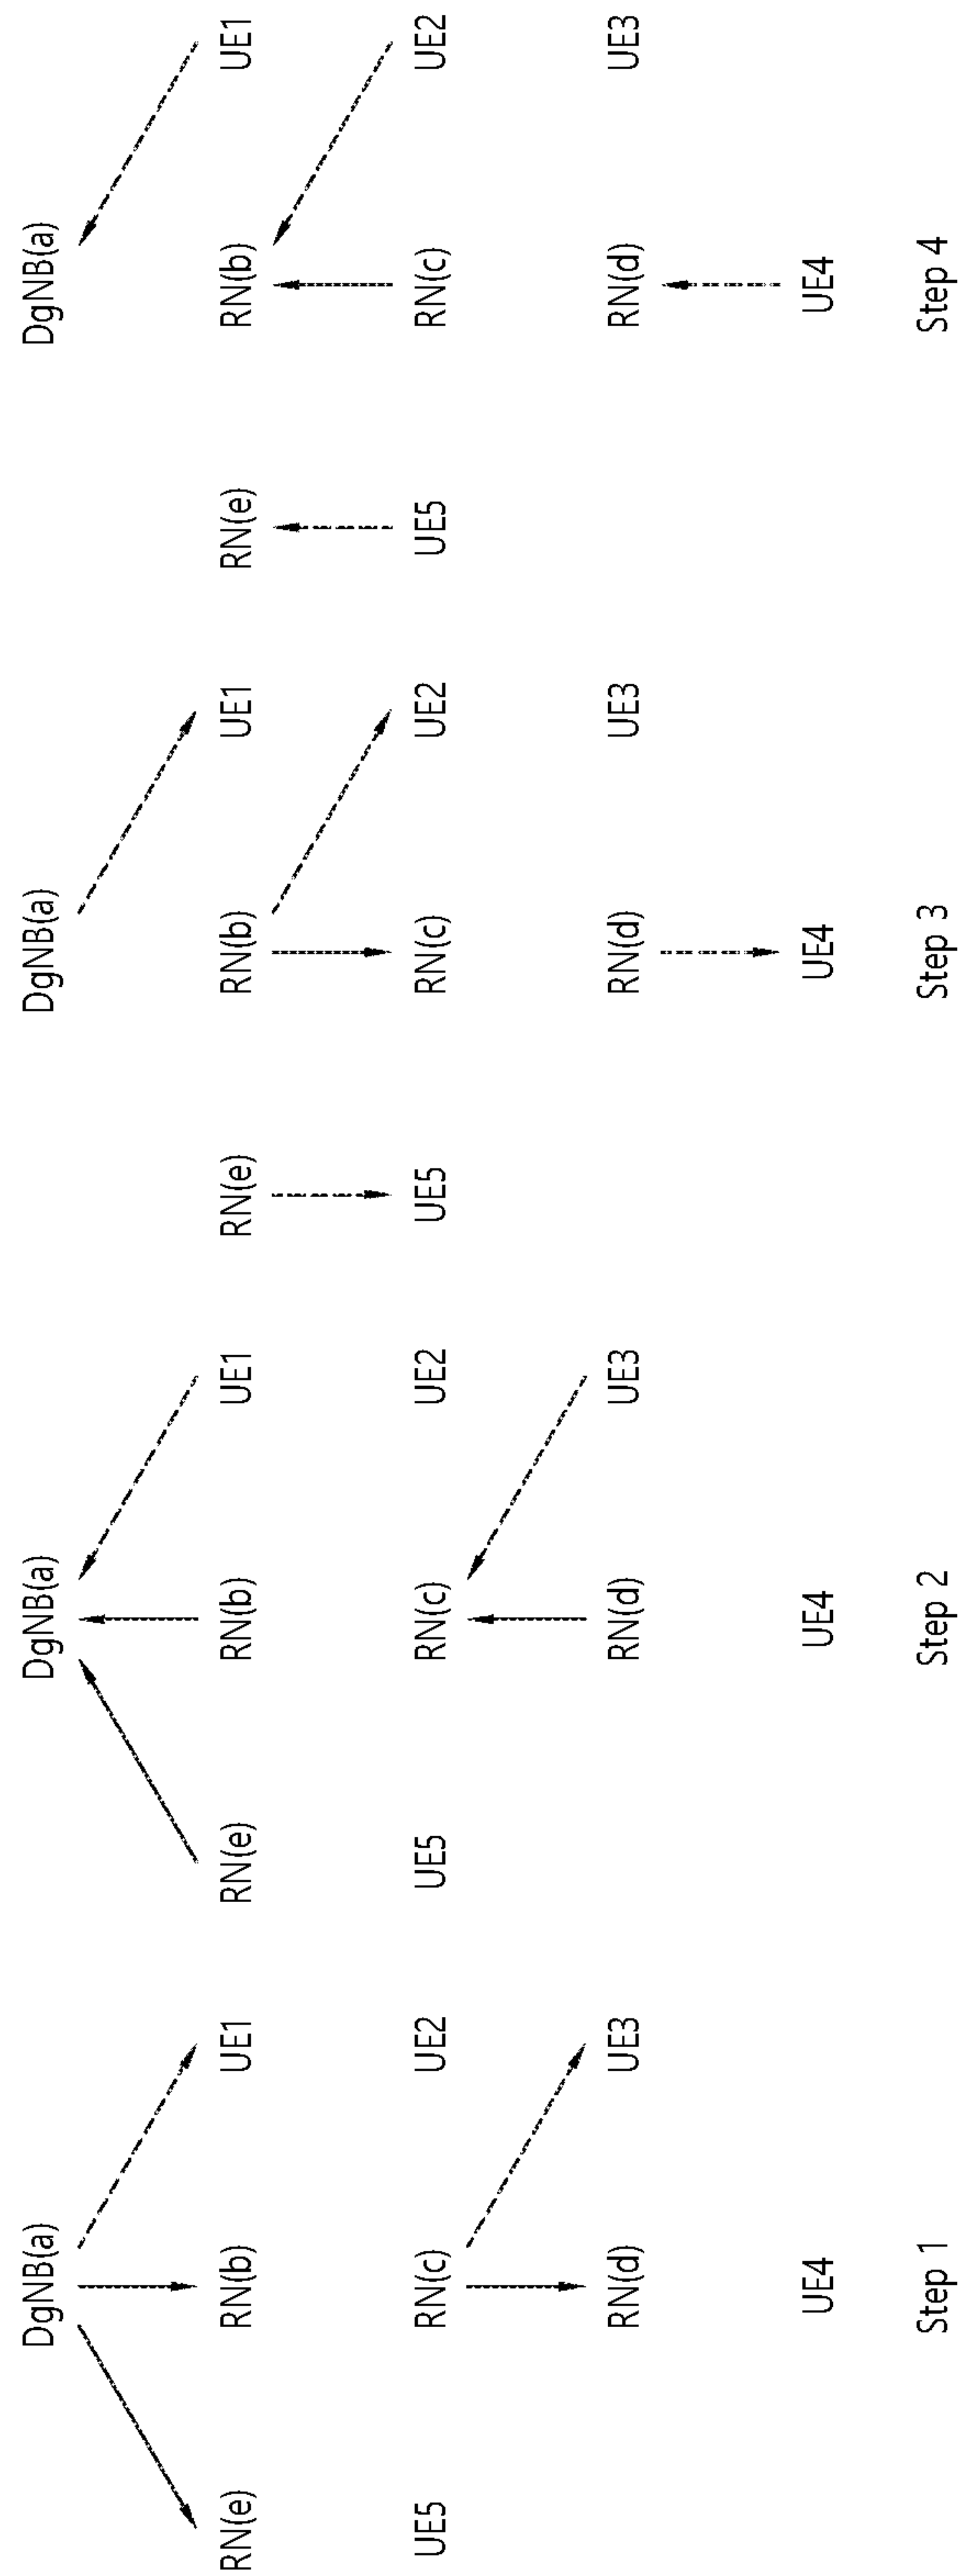 DgNB(a)
RN(e)
RN(b)
UE1
UE5
RN(c)
UE2
RN(d)
UE3
UE4
Step 1
DgNB(a)
RN(e)
RN(b)
UE1
UE5
RN(c)
UE2
RN(d)
UE3
UE4
Step 2
DgNB(a)
RN(e)
RN(b)
UE1
UE5
RN(c)
UE2
RN(d)
UE3
UE4
Step 3
DgNB(a)
RN(e)
RN(b)
UE1
UE5
RN(c)
UE2
RN(d)
UE3
UE4
Step 4